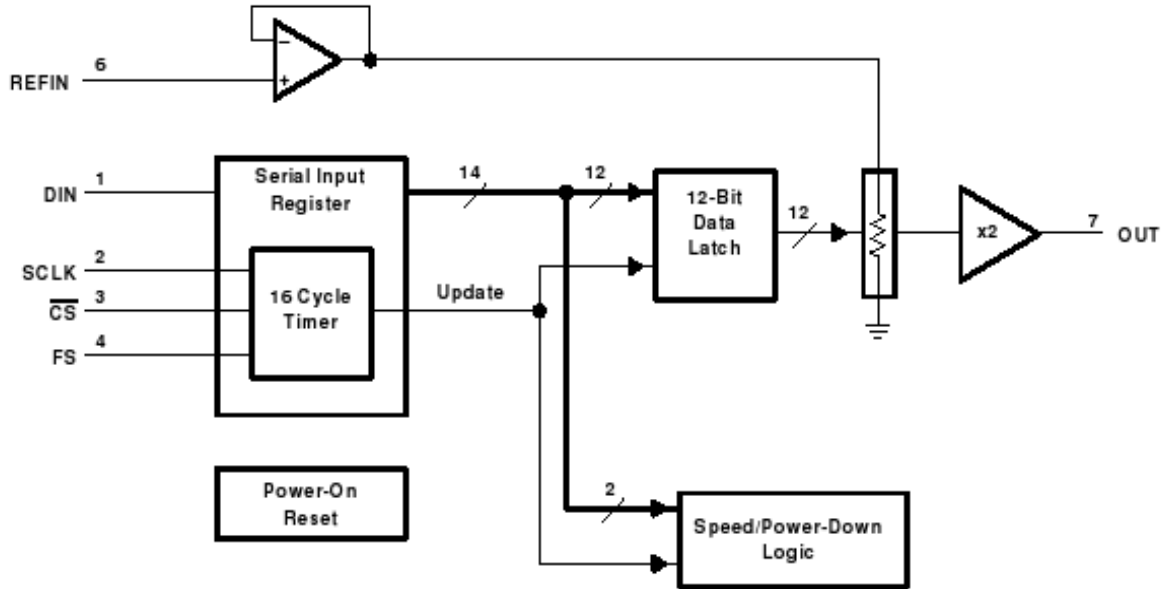 −
+
6
REFIN
1
DIN
Serial Input
Register
14
12
12-Bit
Data
Latch
12
x2
7
OUT
2
SCLK
3
CS
4
FS
16 Cycle
Timer
Update
Power-On
Reset
2
Speed/Power-Down
Logic